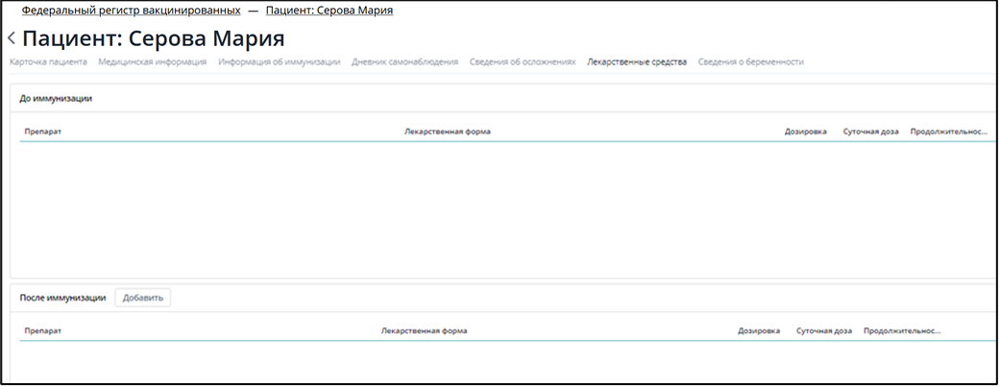 Федеральный регистр вакцинированных — Пациент: Серова Мария
Пациент: Серова Мария
Карточка пациента Медицинская информация Информация об иммунизации Дневник самонаблюдения Сведения об осложнениях Лекарственные средства Сведения о беременности
До иммунизации
Препарат Лекарственная форма Дозировка Суточная доза Продолжительнос...
После иммунизации Добавить
Препарат Лекарственная форма Дозировка Суточная доза Продолжительнос...